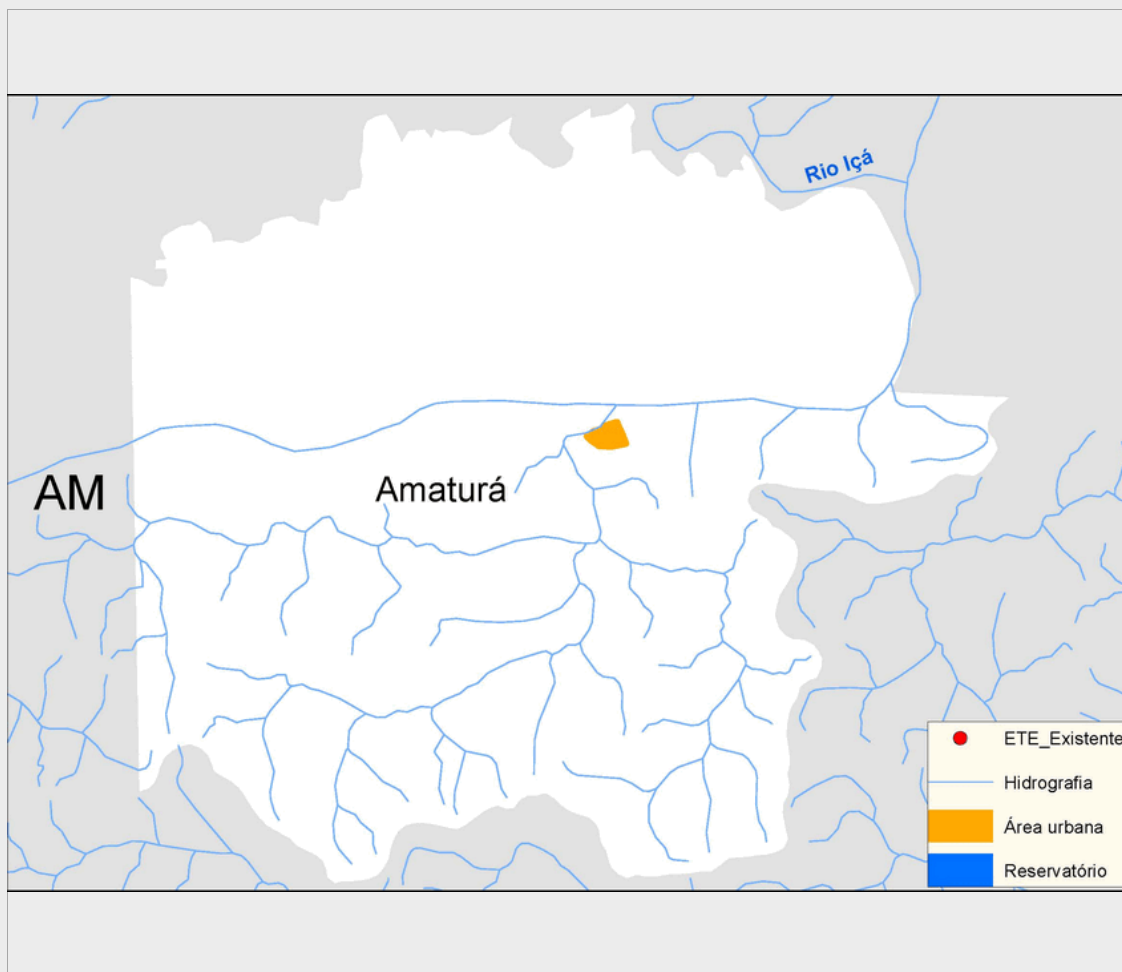 Rio Içá
AM
Amaturá
ETE_Existente
Hidrografia
Área urbana
Reservatório